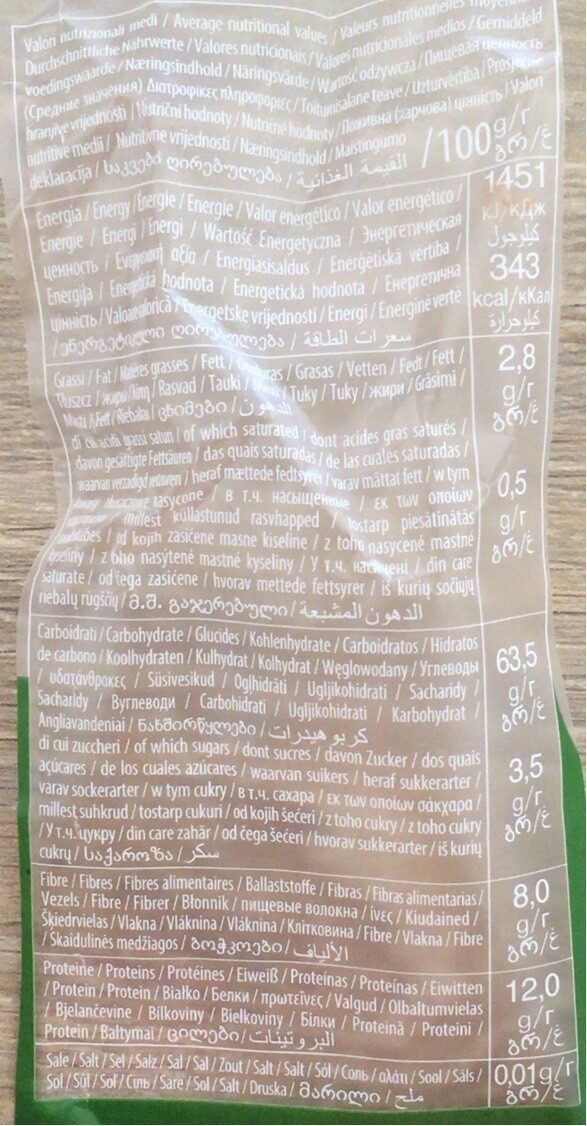 Valori nutrizionali medi / Average nutritional values / Valeurs nutritionnelles
Durchschnittliche Nährwerte / Valores nutricionais / Valores nutricionales medios / Gemiddeld
voedingswaarde / Næringsindhold / Näringsvärde / Wartość odżywcza / Пищевая ценность
(Средние значения) Διατροφικες πληροφοριες / Toitumisalane teave / Uzturvērtība /
hranjive vrijednosti / Nutriční hodnoty / Nutričné hodnoty / Поживна (харчова) цінність / Valori
nutritive medii / Nutritivne vrijednosti / Næringsindhold / Maistingumo
deklaracija / საკვები ღირებულება / القيمة الغذائية
/100g/г
გრ/غ
Energia / Energy / Énergie / Energie / Valor energético / Valor energético /
Energie / Energi / Energi / Wartość Energetyczna / Энергетическая
ценность / Ενεργειακή αξία / Energiasisaldus / Enerģētiskā vērtība /
Energija / Energetická hodnota / Energetická hodnota / Енергетична
цінність / Valoare calorică / Energetske vrijednosti / Energi / Energinė vertė
/ ენერგეტიკული ღირებულება / سعرات الطاقة
1451
kJ/кДж
كيلوجول
343
kcal/кКал
كيلوحرارة
Grassi / Fat / Matières grasses / Fett / Gorduras / Grasas / Vetten / Fedt / Fett /
Tłuszcz / жиры / λίπη / Rasvad / Tauki / Tuky / Tuky / жири / Grăsimi /
Masti / Fett / Riebalai / ცხიმები / الدهون
2,8
g/г
გრ/غ
di cui acidi grassi saturi / of which saturated / dont acides gras saturés /
davon gesättigte Fettsäuren / das quais saturadas / de las cuales saturadas /
waarvan verzadigd vetzuren / heraf mættede fedtsyrer / varav mättat fett / w tym
kwasy tłuszczowe nasycone / в т.ч. насыщенные / εκ των οποίων
millest küllastunud rasvhapped / tostarp piesātinātās
/ od kojih zasićene masne kiseline / z toho nasycené mastné
kyseliny / z toho nasýtené mastné kyseliny / У т.ч. насичені / din care
saturate / od čega zasićene / hvorav mettede fettsyrer / iš kurių sočiųjų
riebalų rūgščių / მ.შ. გაჯერებული / الدهون المشبعة
0,5
g/г
გრ/غ
Carboidrati / Carbohydrate / Glucides / Kohlenhydrate / Carboidratos / Hidratos
de carbono / Koolhydraten / Kulhydrat / Kolhydrat / Węglowodany / Углеводы
/ υδατάνθρακες / Süsivesikud / Ogļhidrāti / Ugljikohidrati / Sacharidy /
Sacharidy / Вуглеводи / Carbohidrati / Ugljikohidrati / Karbohydrat /
Angliavandeniai / ნახშირწყლები / كربوهيدرات
63,5
g/г
გრ/غ
di cui zuccheri / of which sugars / dont sucres / davon Zucker / dos quais
açúcares / de los cuales azúcares / waarvan suikers / heraf sukkerarter /
varav sockerarter / w tym cukry / в т.ч. сахара / εκ των οποίων σάκχαρα /
millest suhkrud / tostarp cukuri / od kojih šećeri / z toho cukry / z toho cukry
/ У т.ч. цукру / din care zahăr / od čega šećeri / hvorav sukkerarter / iš kurių
cukrų / საქაროზა / سكر
3,5
g/г
გრ/غ
Fibre / Fibres / Fibres alimentaires / Ballaststoffe / Fibras / Fibras alimentarias /
Vezels / Fibre / Fibrer / Błonnik / пищевые волокна / ίνες / Kiudained /
Šķiedrvielas / Vlakna / Vláknina / Vláknina / Клітковина / Fibre / Vlakna / Fibre
/ Skaidulinės medžiagos / ბოჭკოები / الألياف
8,0
g/г
გრ/غ
Proteine / Proteins / Protéines / Eiweiß / Proteínas / Proteínas / Eiwitten
/ Protein / Protein / Białko / Белки / πρωτεΐνες / Valgud / Olbaltumvielas
/ Bjelančevine / Bílkoviny / Bielkoviny / Білки / Proteină / Proteini /
Protein / Baltymai / ცილები / البروتينات
12,0
g/г
გრ/غ
Sale / Salt / Sel / Salz / Sal / Sal / Zout / Salt / Salt / Sól / Соль / αλάτι / Sool / Sāls /
Sol / Sůl / Soľ / Сіль / Sare / Sol / Salt / Druska / მარილი / ملح
0,01g/г
გრ/غ